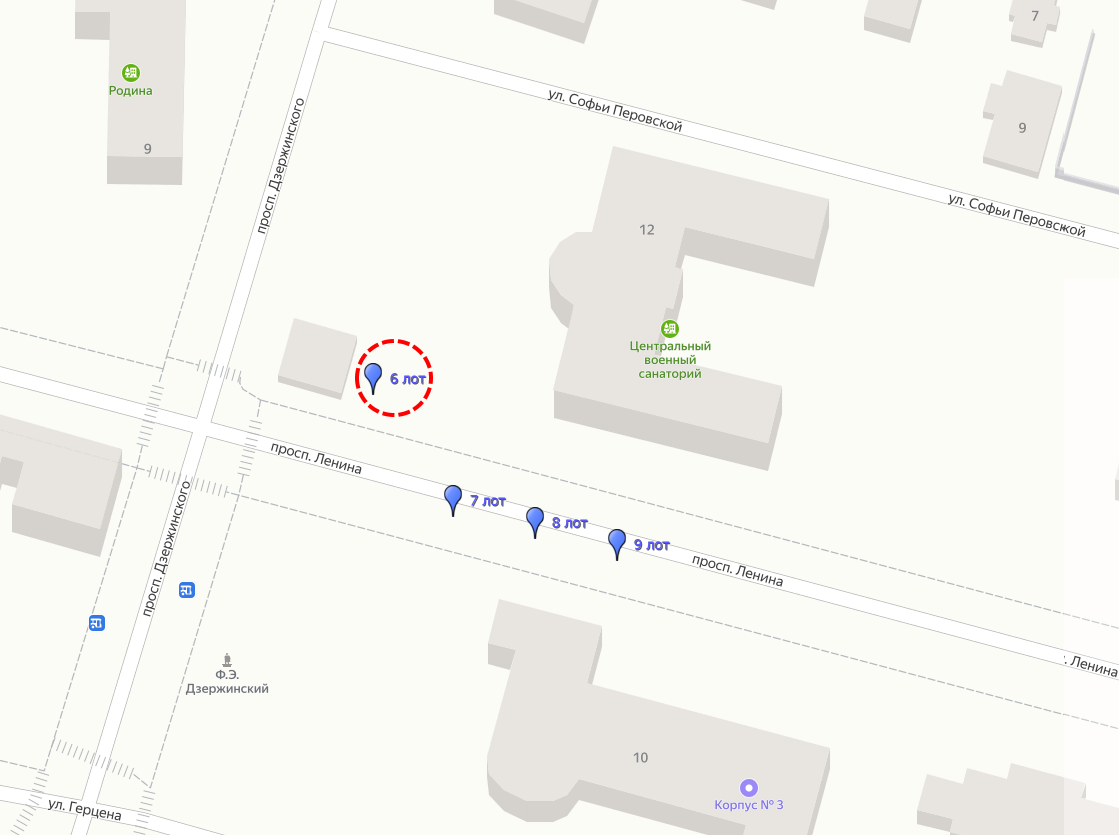 7
Родина
ул. Софьи Перовской
9
9
просп. Дзержинского
ул. Софьи Перовской
12
Центральный
военный
санаторий
6 лот
просп. Ленина
7 лот
8 лот
9 лот
просп. Ленина
просп. Дзержинского
. Ленина
Ф.Э.
Дзержинский
10
Корпус № 3
ул. Герцена